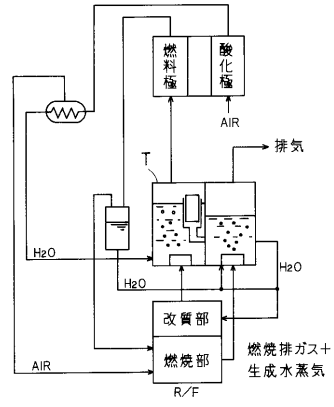 燃料極
酸化極
AIR
排気
T
H2O
H2O
H2O
改質部
燃焼部
燃焼排ガス+
生成水蒸気
AIR
R/F